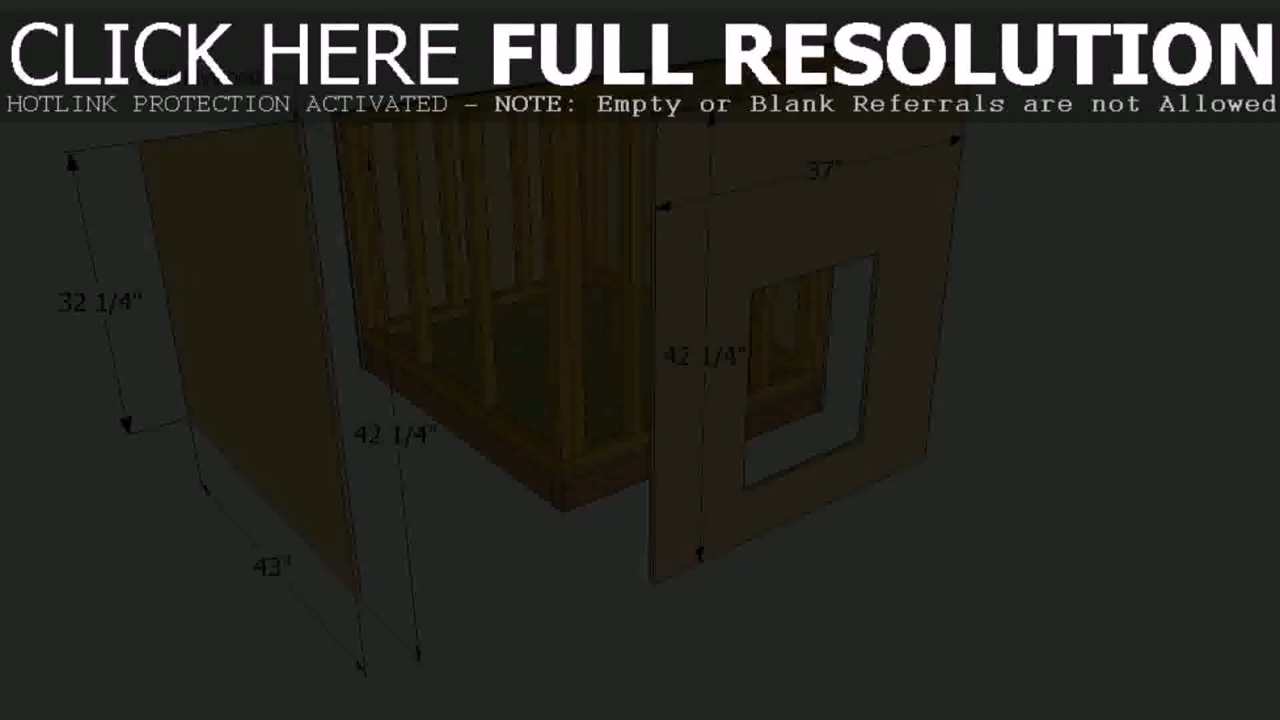 CLICK HERE FULL RESOLUTION
HOTLINK PROTECTION ACTIVATED – NOTE: Empty or Blank Referrals are not Allowed
37"
32 1/4"
42 1/4"
42 1/4"
43"